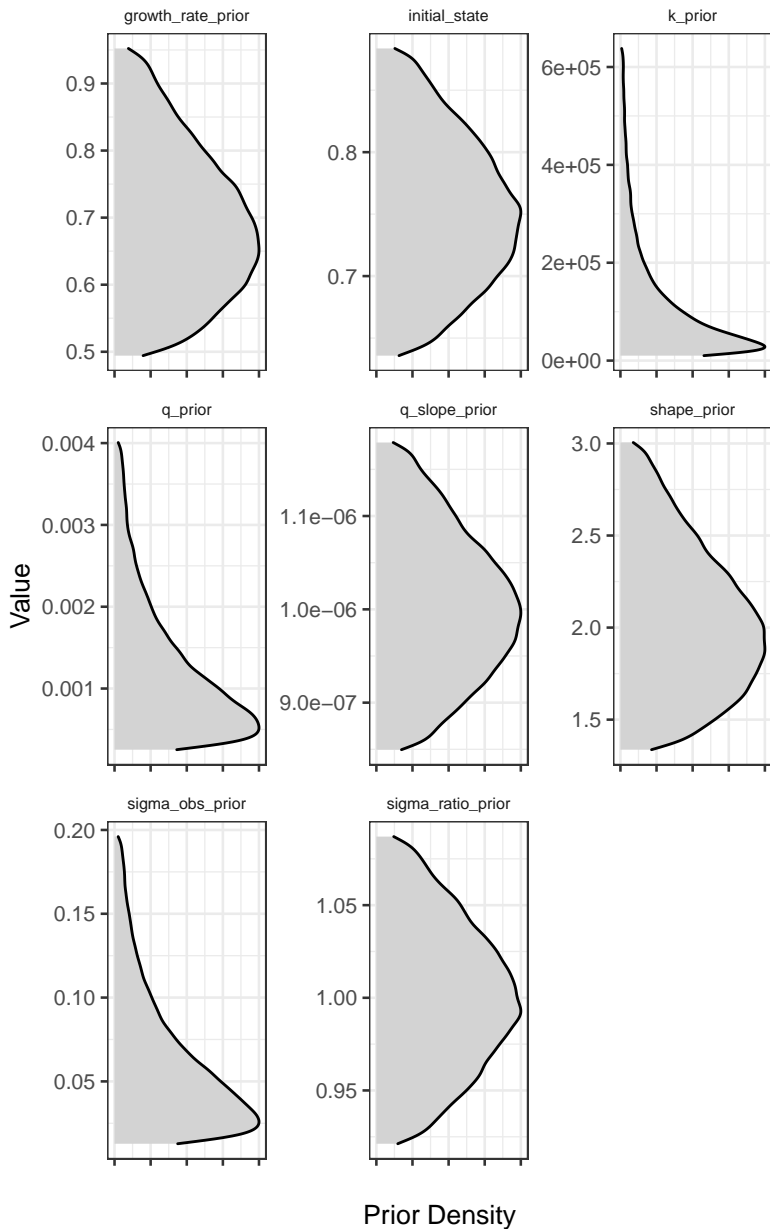 growth_rate_prior
initial_state
k_prior
0.9
0.8
0.7
0.6
0.5
0.8
0.7
6e+05
4e+05
2e+05
0e+00
q_prior
q_slope_prior
shape_prior
0.004
0.003
0.002
0.001
1.1e−06
1.0e−06
9.0e−07
3.0
2.5
2.0
1.5
Value
sigma_obs_prior
sigma_ratio_prior
0.20
0.15
0.10
0.05
1.05
1.00
0.95
Prior Density